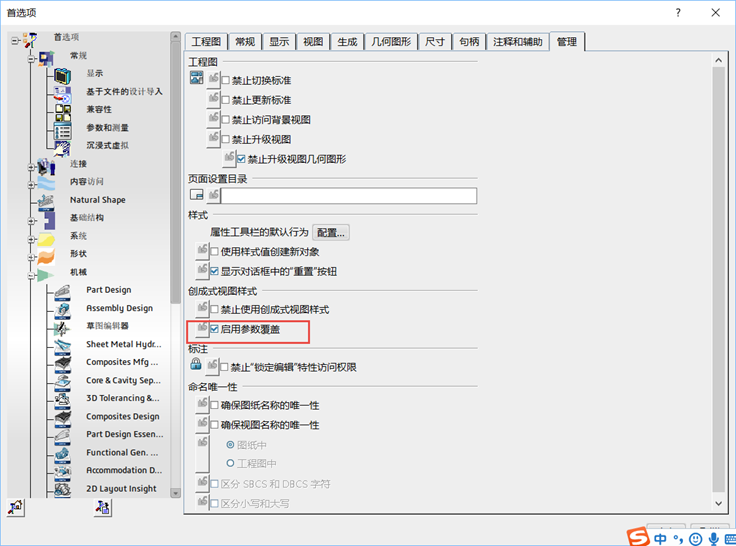 首选项
首选项
常规
显示
基于文件的设计导入
兼容性
参数和测量
沉浸式虚拟
连接
内容访问
Natural Shape
基础结构
系统
形状
机械
Part Design
Assembly Design
草图编辑器
Sheet Metal Hydr...
Composites Mfg ...
Core & Cavity Sep...
3D Tolerancing &...
Composites Design
Part Design Essen...
Functional Gen. ...
Accommodation D...
2D Layout Insight
工程图 常规 显示 视图 生成 几何图形 尺寸 句柄 注释和辅助 管理
工程图
禁止切换标准
禁止更新标准
禁止访问背景视图
禁止升级视图
禁止升级视图几何图形
页面设置目录
样式
属性工具栏的默认行为 配置...
使用样式值创建新对象
显示对话框中的“重置”按钮
创成式视图样式
禁止使用创成式视图样式
启用参数覆盖
标注
禁止“锁定编辑”特性访问权限
命名唯一性
确保图纸名称的唯一性
确保视图名称的唯一性
图纸中
工程图中
区分 SBCS 和 DBCS 字符
区分小写和大写
中